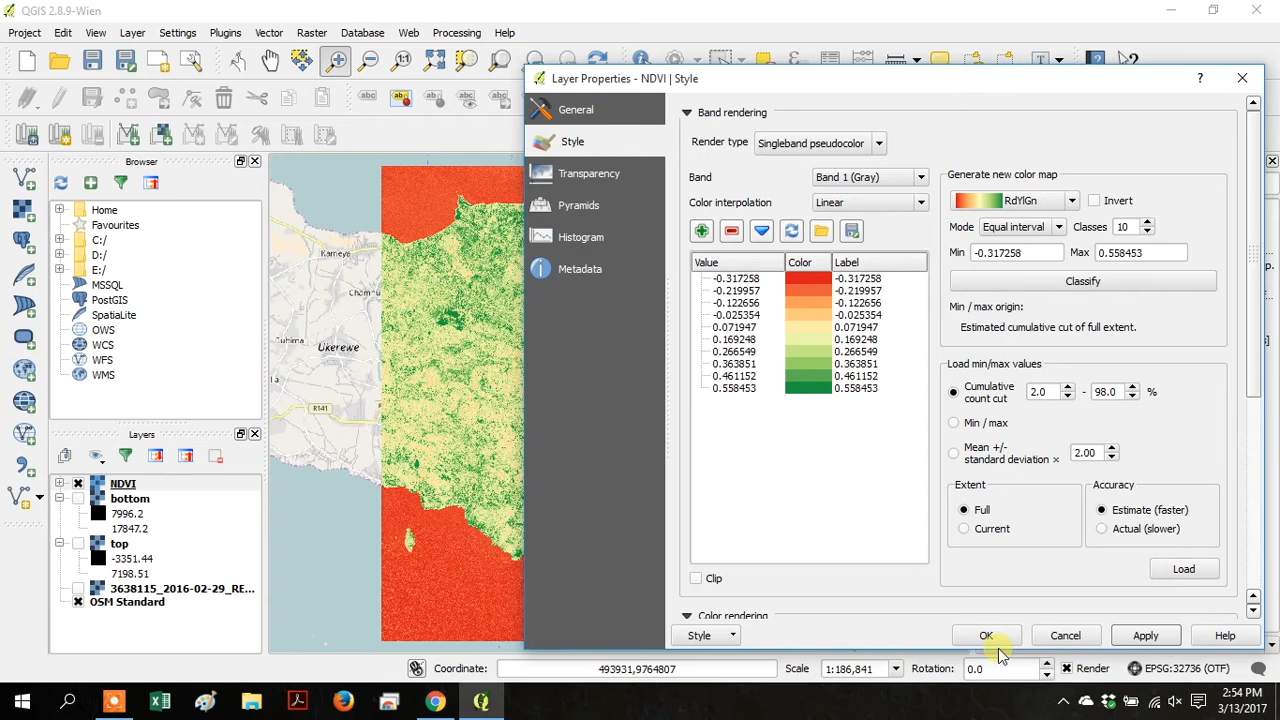 QGIS 2.8.9-Wien
Project Edit View Layer Settings Plugins Vector Raster Database Web Processing Help
Layer Properties - NDVI | Style
General
Style
Transparency
Pyramids
Histogram
Metadata
Band rendering
Render type Singleband pseudocolor
Band Band 1 (Gray)
Color interpolation Linear
Value Color Label
-0.317258 -0.317258
-0.219957 -0.219957
-0.122656 -0.122656
-0.025354 -0.025354
0.071947 0.071947
0.169248 0.169248
0.266549 0.266549
0.363851 0.363851
0.461152 0.461152
0.558453 0.558453
Clip
Generate new color map
RdYlGn Invert
Mode Equal interval Classes 10
Min -0.317258 Max 0.558453
Classify
Min / max origin:
Estimated cumulative cut of full extent.
Load min/max values
Cumulative count cut 2.0 - 98.0 %
Min / max
Mean +/- standard deviation × 2.00
Extent
Full
Current
Accuracy
Estimate (faster)
Actual (slower)
Load
Color rendering
Style OK Cancel Apply Help
Browser
Home
Favourites
C:/
D:/
E:/
MSSQL
PostGIS
SpatiaLite
OWS
WCS
WFS
WMS
Layers
NDVI
bottom
7996.2
17847.2
top
-3351.44
7198.51
3638115_2016-02-29_RE...
OSM Standard
Kameya
Ukerewe
R141
Coordinate: 493931,9764807 Scale 1:186,841 Rotation: 0.0 Render EPSG:32736 (OTF)
2:54 PM
3/13/2017